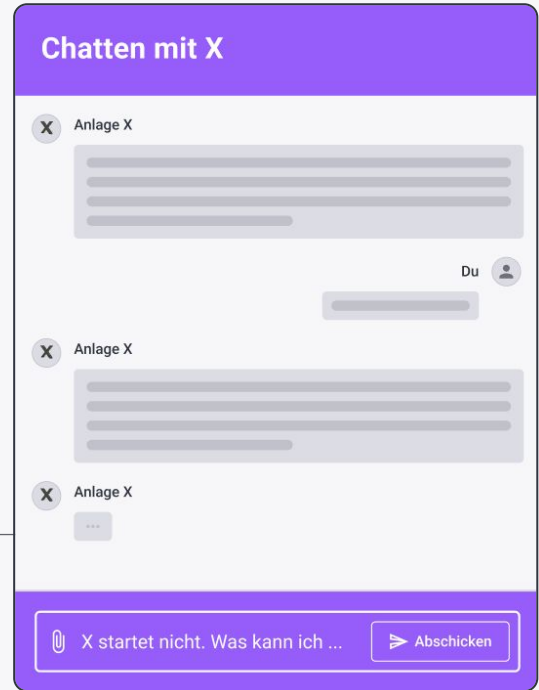 Chatten mit X
X Anlage X
Du
X Anlage X
X Anlage X
...
X startet nicht. Was kann ich ... Abschicken